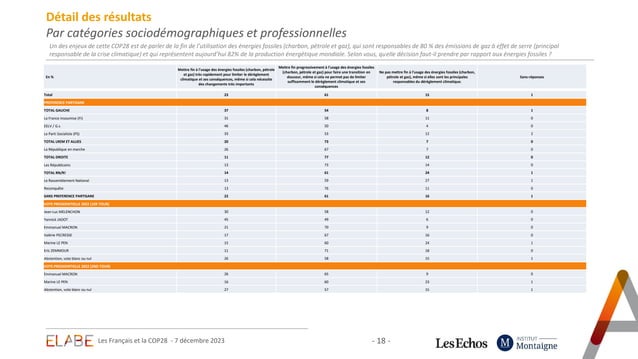 Détail des résultats
Par catégories sociodémographiques et professionnelles
Un des enjeux de cette COP28 est de parler de la fin de l'utilisation des énergies fossiles (charbon, pétrole et gaz), qui sont responsables de 80 % des émissions de gaz à effet de serre (principal
responsable de la crise climatique) et qui représentent aujourd'hui 82% de la production énergétique mondiale. Selon vous, quelle décision faut-il prendre par rapport aux énergies fossiles ?
En %
Mettre fin à l'usage des énergies fossiles (charbon, pétrole et gaz) très rapidement pour limiter le dérèglement climatique et ses conséquences, même si cela nécessite des changements très importants
Mettre fin progressivement à l'usage des énergies fossiles (charbon, pétrole et gaz) pour faire une transition en douceur, même si cela ne permet pas de limiter suffisamment le dérèglement climatique et ses conséquences
Ne pas mettre fin à l'usage des énergies fossiles (charbon, pétrole et gaz), même si elles sont les principales responsables du dérèglement climatique
Sans réponses
Total 23 61 15 1
PREFERENCE PARTISANE
TOTAL GAUCHE 37 54 8 1
La France Insoumise (FI) 31 58 11 0
EELV / G.s 46 50 4 0
Le Parti Socialiste (PS) 33 53 12 2
TOTAL LREM ET ALLIES 20 73 7 0
La République en marche 26 67 7 0
TOTAL DROITE 11 77 12 0
Les Républicains 13 73 14 0
TOTAL RN/R! 14 61 24 1
Le Rassemblement National 13 59 27 1
Reconquête 13 76 11 0
SANS PREFERENCE PARTISANE 22 61 16 1
VOTE PRESIDENTIELLE 2022 (1ER TOUR)
Jean-Luc MELENCHON 30 58 12 0
Yannick JADOT 45 49 6 0
Emmanuel MACRON 21 70 9 0
Valérie PECRESSE 17 67 16 0
Marine LE PEN 15 60 24 1
Eric ZEMMOUR 11 71 18 0
Abstention, vote blanc ou nul 26 58 15 1
VOTE PRESIDENTIELLE 2022 (2ND TOUR)
Emmanuel MACRON 26 65 9 0
Marine LE PEN 16 60 23 1
Abstention, vote blanc ou nul 27 57 15 1
ELABE
Les Français et la COP28 - 7 décembre 2023
- 18 -
Les Echos
M
INSTITUT
Montaigne